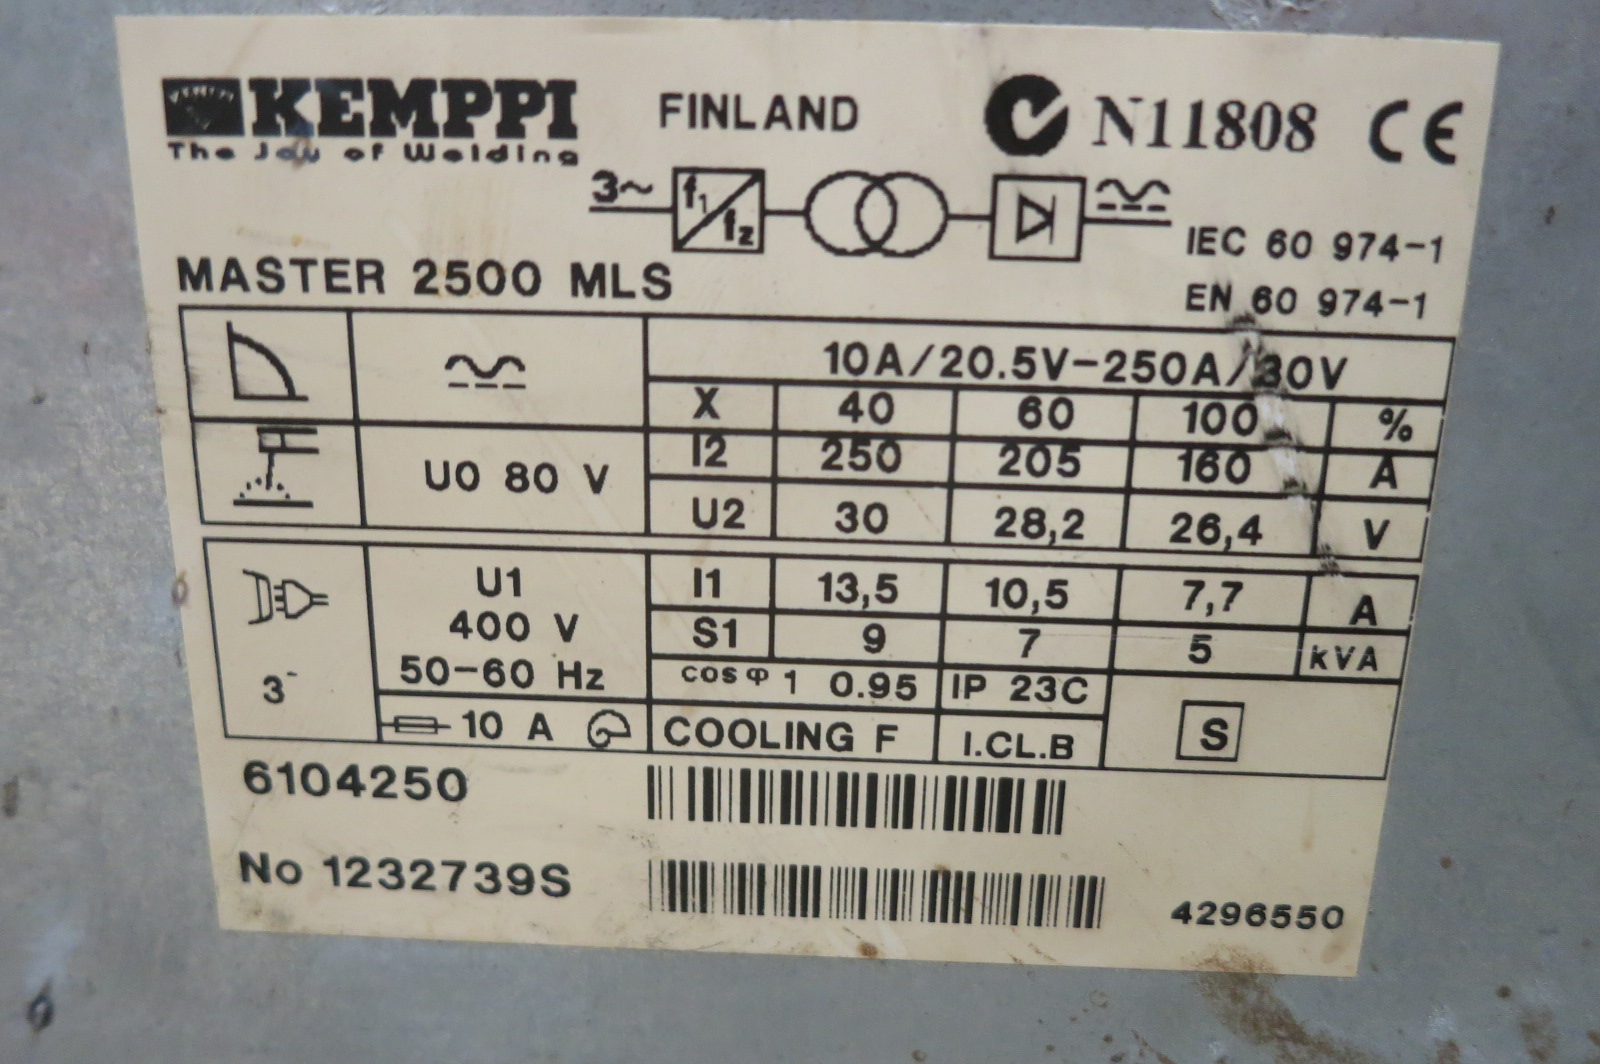 KEMPPI FINLAND N11808 CE
The Joy of Welding
3~ f1 f2
IEC 60 974-1
MASTER 2500 MLS
EN 60 974-1
10A/20.5V-250A/30V
X 40 60 100 %
U0 80 V
I2 250 205 160 A
U2 30 28,2 26,4 V
U1
I1 13,5 10,5 7,7 A
400 V
S1 9 7 5 kVA
3~
50-60 Hz
cos φ 1 0.95 IP 23C
10 A
COOLING F I.CL.B S
6104250
No 1232739S
4296550